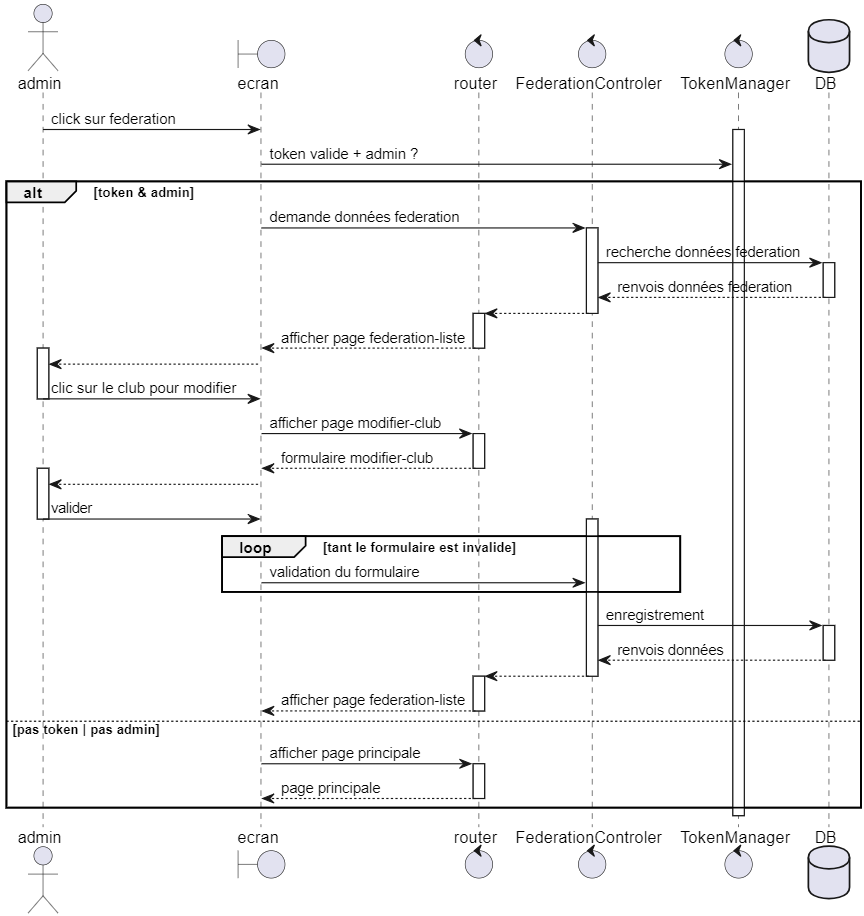 admin
ecran
router
FederationControler
TokenManager
DB
click sur federation
token valide + admin ?
alt
[token & admin]
demande données federation
recherche données federation
renvois données federation
afficher page federation-liste
clic sur le club pour modifier
afficher page modifier-club
formulaire modifier-club
valider
loop
[tant le formulaire est invalide]
validation du formulaire
enregistrement
renvois données
afficher page federation-liste
[pas token | pas admin]
afficher page principale
page principale
admin
ecran
router
FederationControler
TokenManager
DB